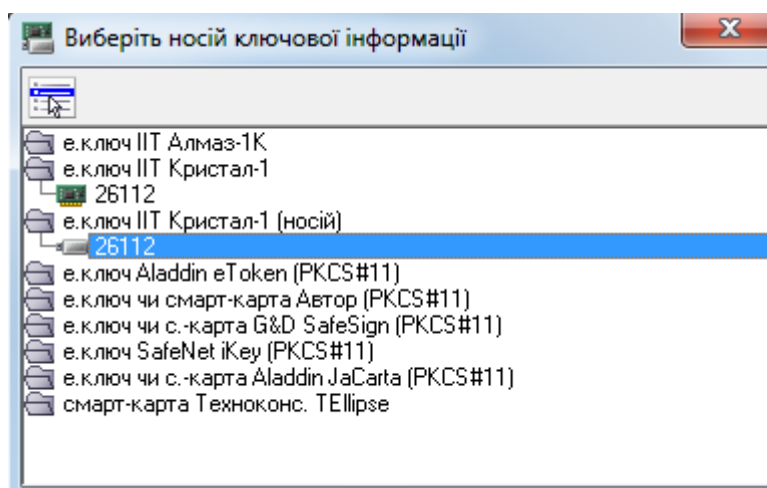 Виберіть носій ключової інформації
е.ключ ІІТ Алмаз-1К
е.ключ ІІТ Кристал-1
26112
е.ключ ІІТ Кристал-1 (носій)
26112
е.ключ Aladdin eToken (PKCS#11)
е.ключ чи смарт-карта Автор (PKCS#11)
е.ключ чи с.-карта G&D SafeSign (PKCS#11)
е.ключ SafeNet iKey (PKCS#11)
е.ключ чи с.-карта Aladdin JaCarta (PKCS#11)
смарт-карта Техноконс. TEllipse